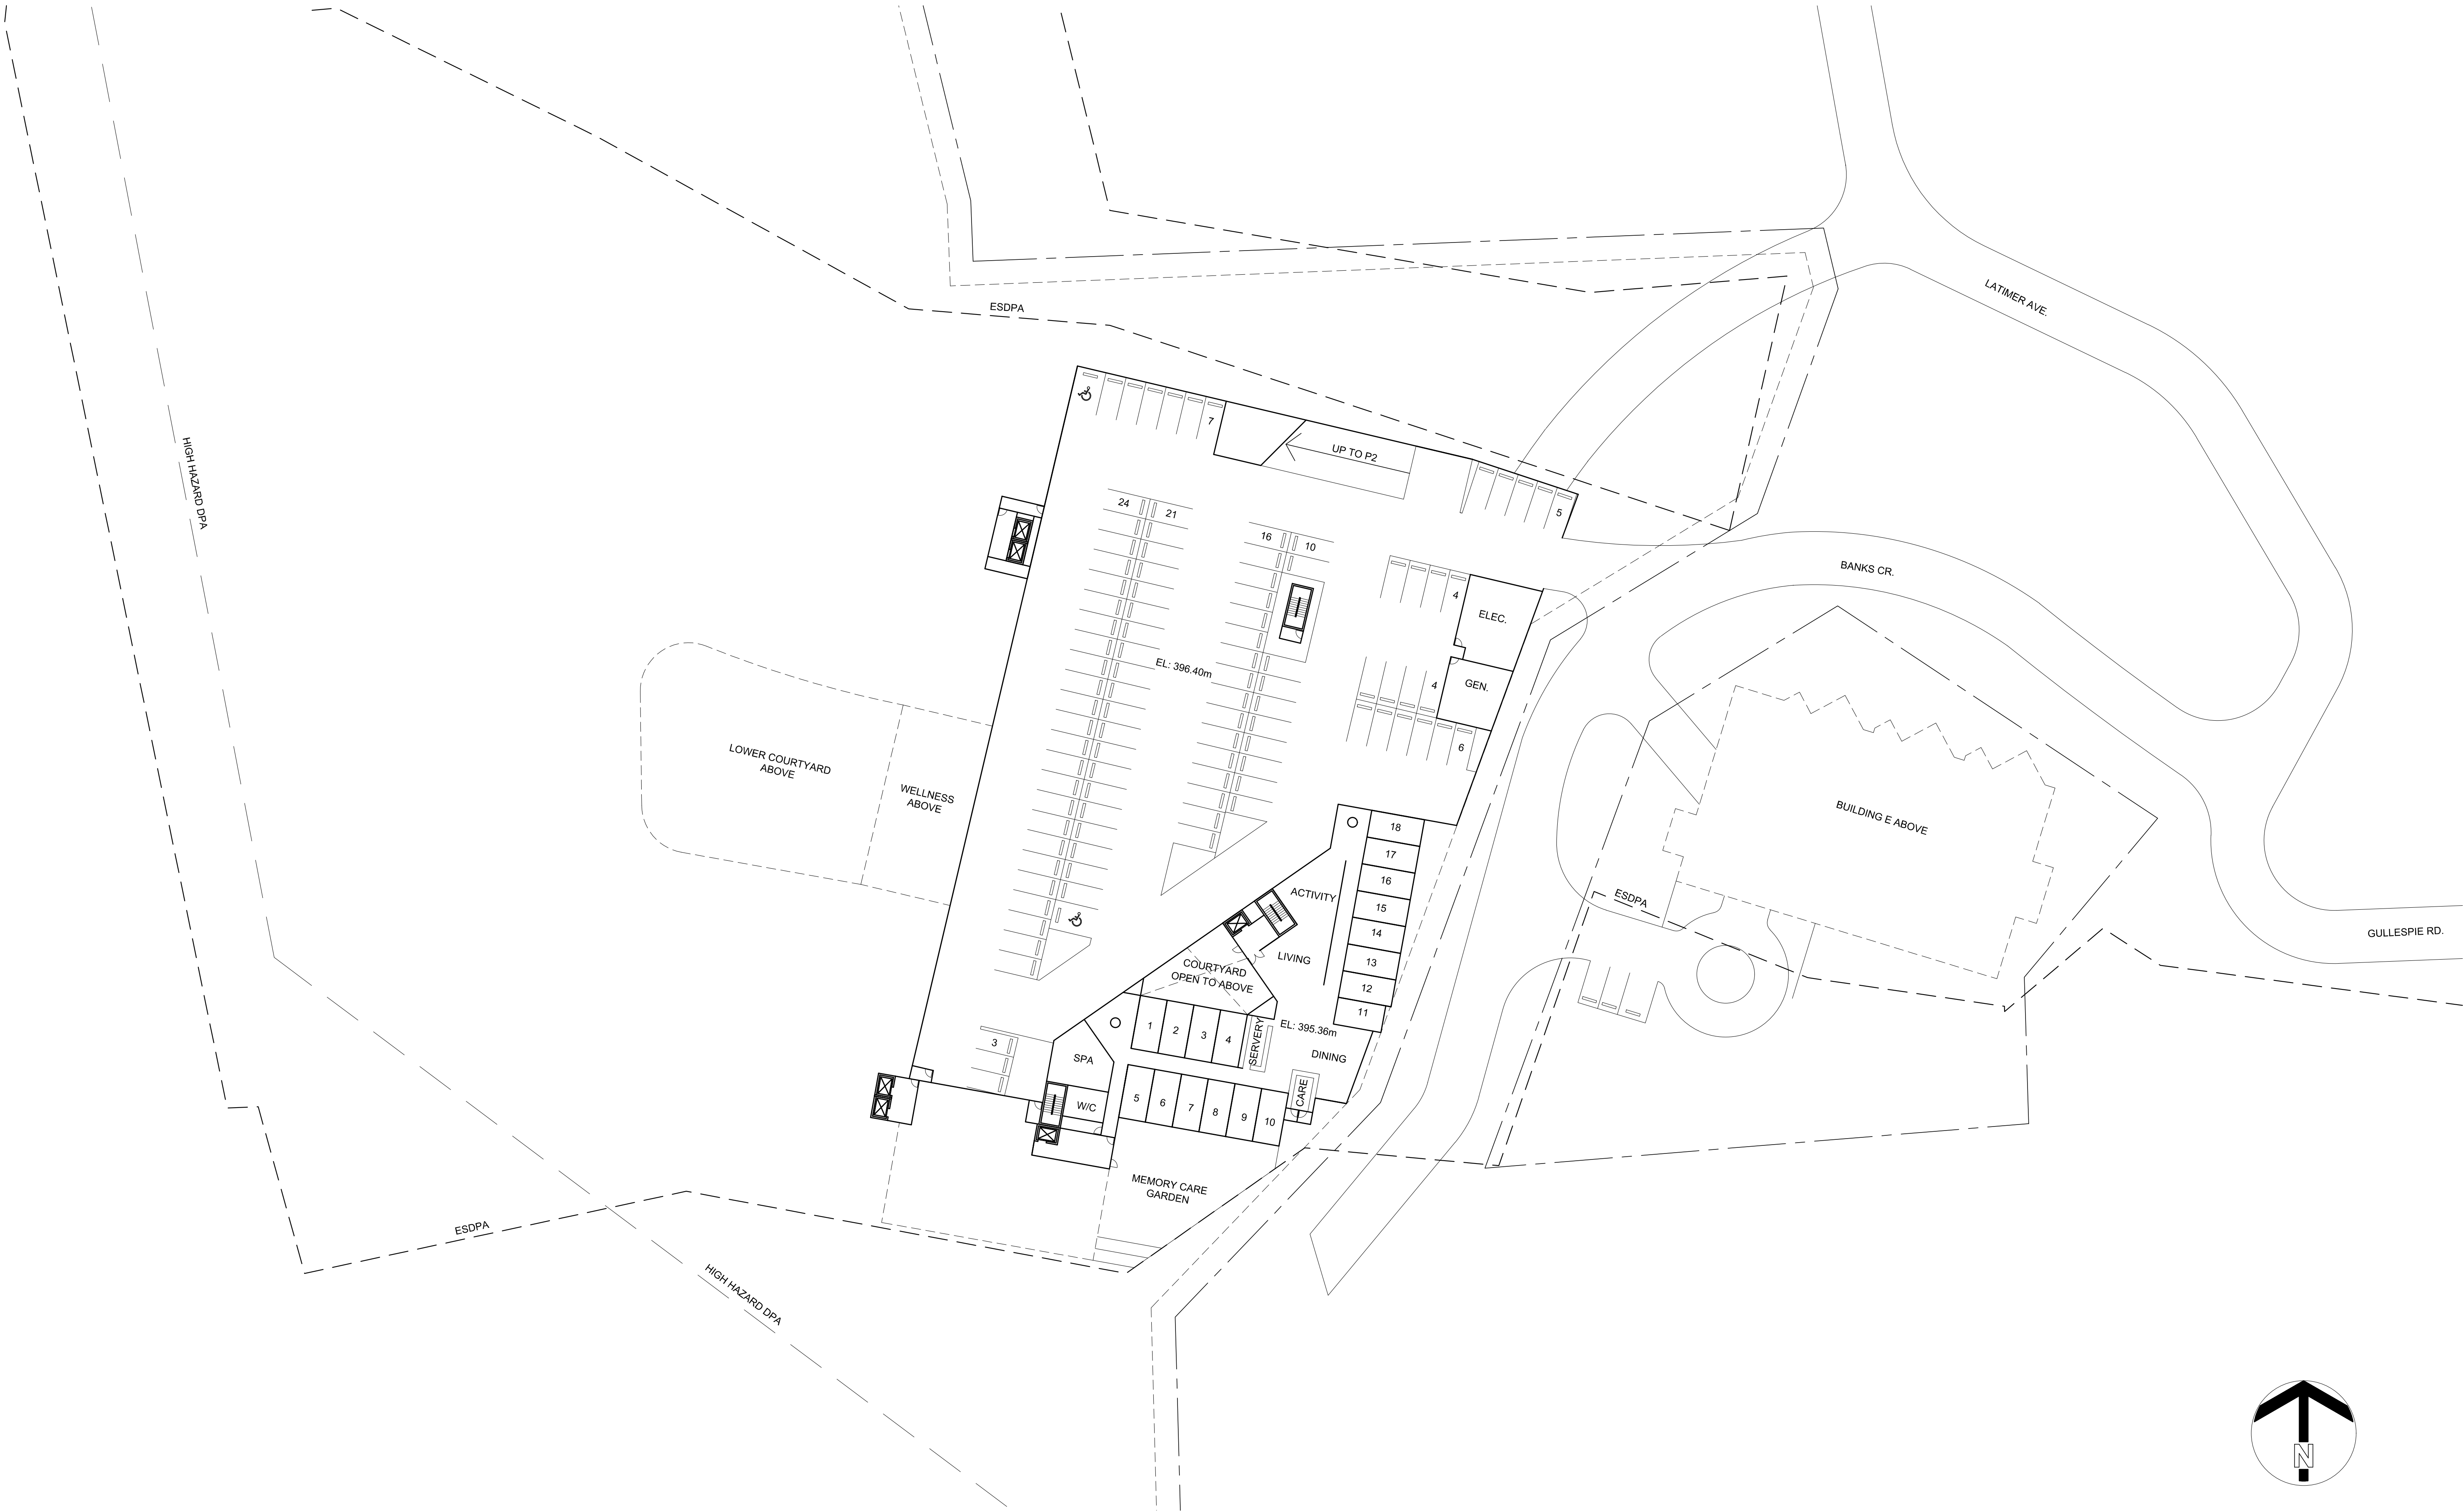 LATIMER AVE.
ESDPA
7
UP TO P2
HIGH HAZARD DPA
5
24
21
16
10
BANKS CR.
4
ELEC.
EL: 396.40m
4
GEN.
6
LOWER COURTYARD
ABOVE
WELLNESS
ABOVE
BUILDING E ABOVE
18
17
16
15
14
13
12
11
ACTIVITY
ESDPA
GULLESPIE RD.
LIVING
COURTYARD
OPEN TO ABOVE
1
2
3
4
SERVERY
EL: 395.36m
DINING
3
SPA
W/C
5
6
7
8
9
10
CARE
MEMORY CARE
GARDEN
ESDPA
HIGH HAZARD DPA
N